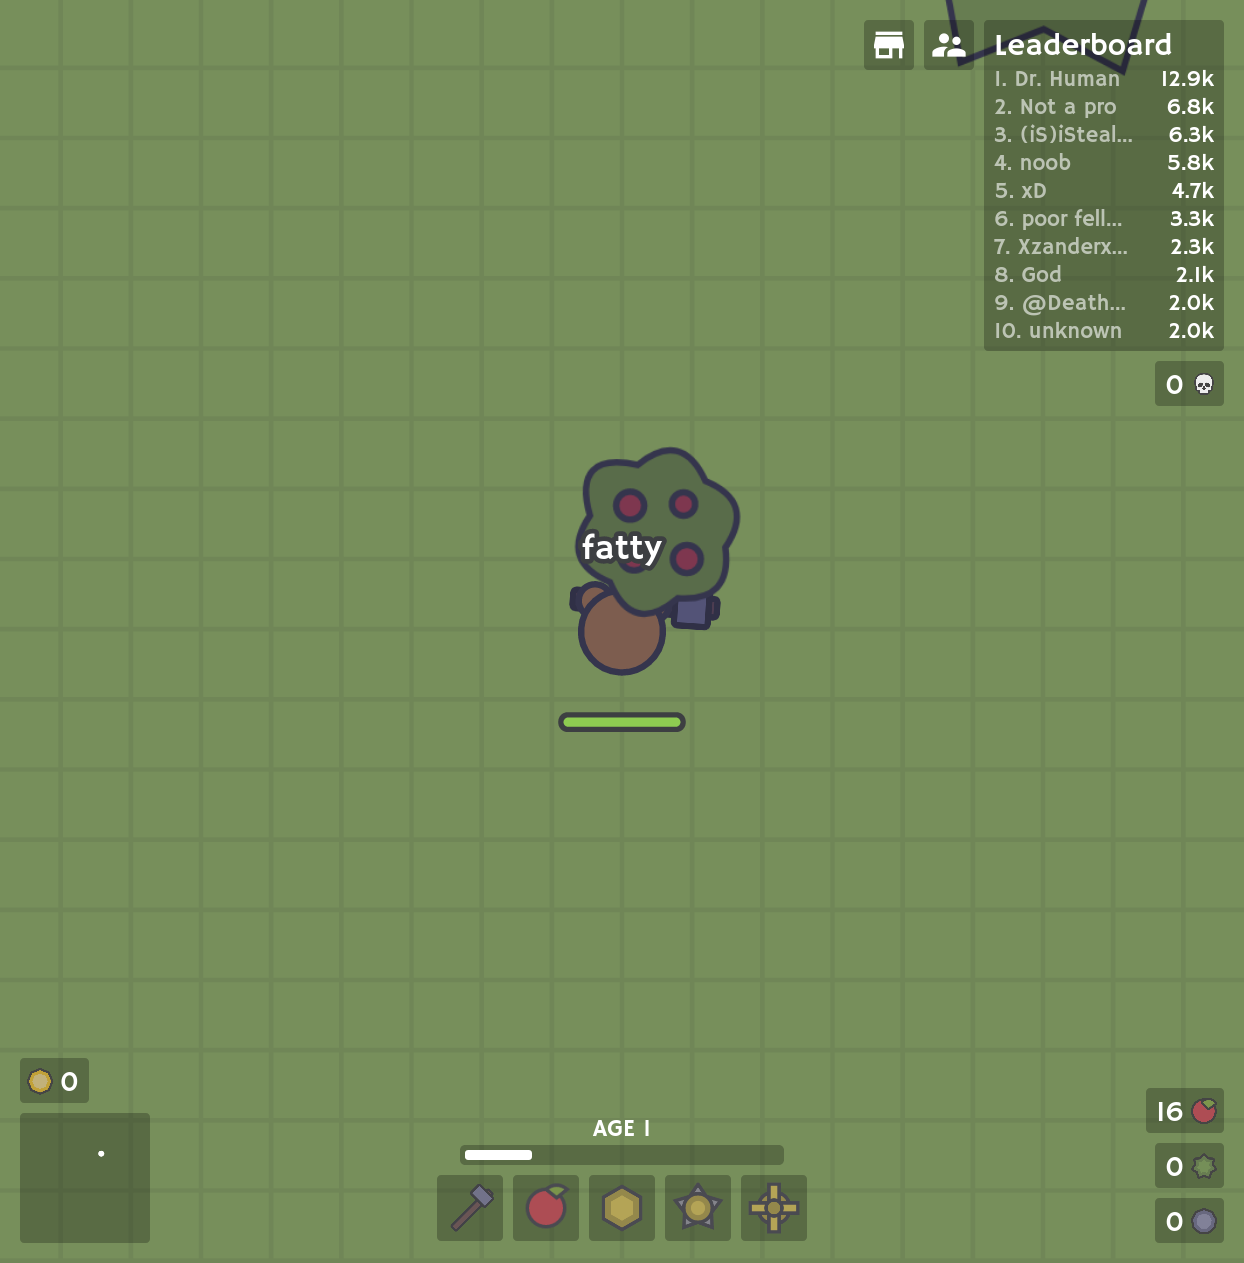 Leaderboard
1. Dr. Human 12.9k
2. Not a pro 6.8k
3. (iS)iSteal... 6.3k
4. noob 5.8k
5. xD 4.7k
6. poor fell... 3.3k
7. Xzanderx... 2.3k
8. God 2.1k
9. @Death... 2.0k
10. unknown 2.0k
0
fatty
0
AGE 1
16
0
0